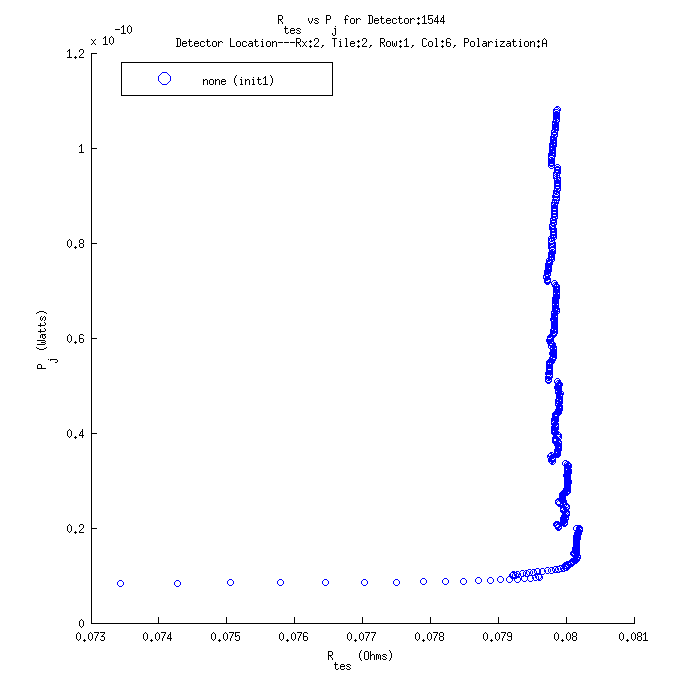 R_tes vs P_j for Detector:1544
x 10^-10
Detector Location---Rx:2, Tile:2, Row:1, Col:6, Polarization:A
none (init1)
1.2
1
0.8
0.6
0.4
0.2
0
P_j (Watts)
0.073 0.074 0.075 0.076 0.077 0.078 0.079 0.08 0.081
R_tes (Ohms)